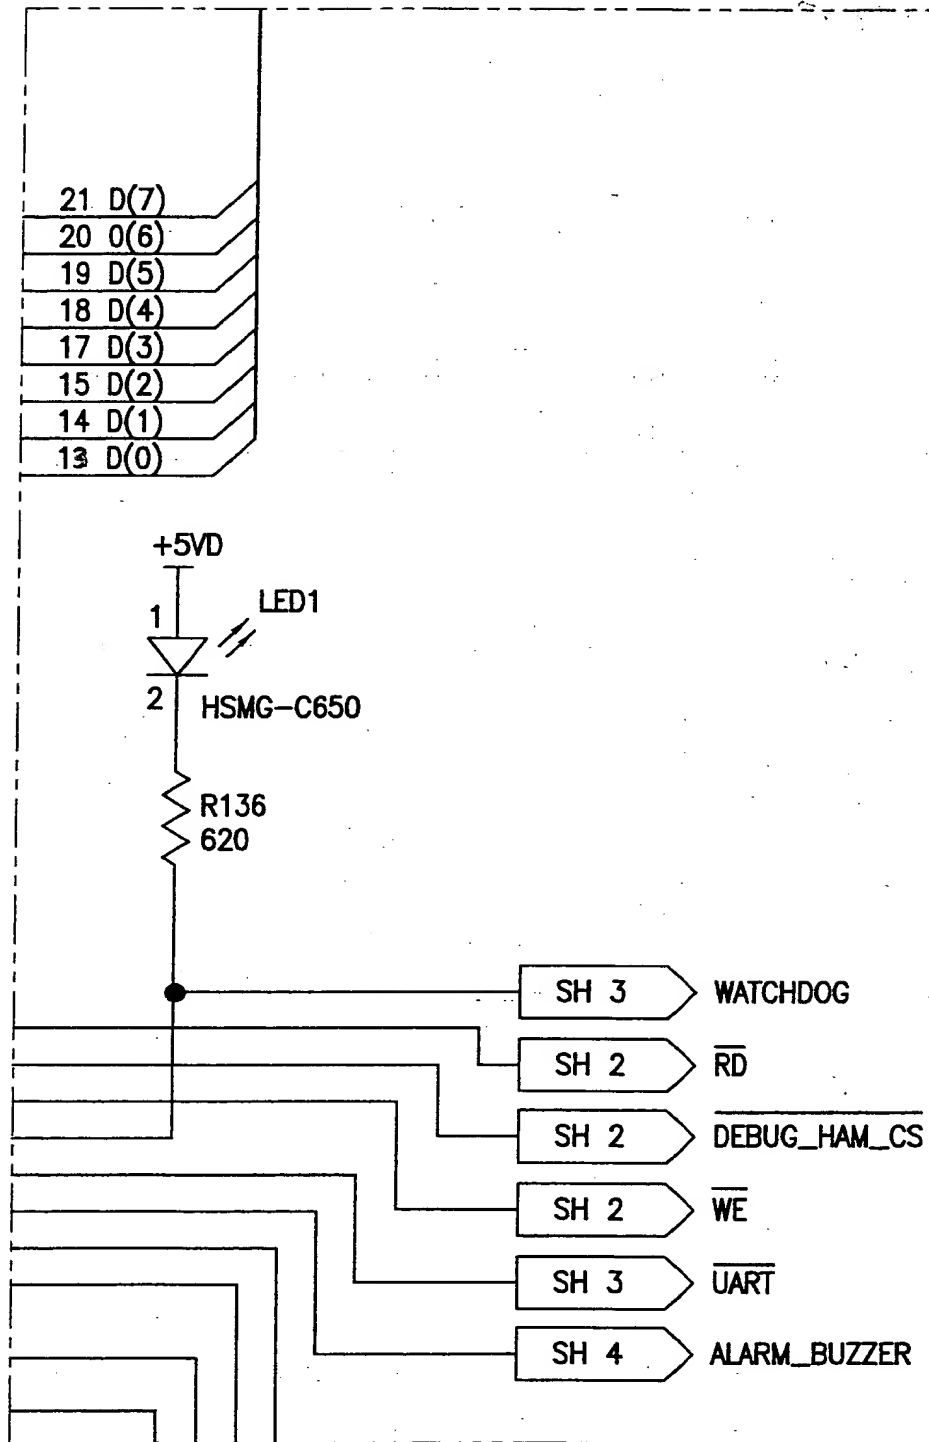 21 D(7)
20 0(6)
19 D(5)
18 D(4)
17 D(3)
15 D(2)
14 D(1)
13 D(0)
+5VD
1
LED1
2
HSMG-C650
R136
620
SH 3 WATCHDOG
SH 2 RD
SH 2 DEBUG_HAM_CS
SH 2 WE
SH 3 UART
SH 4 ALARM_BUZZER